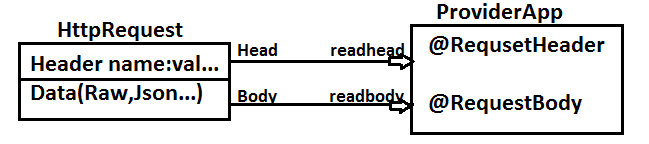 HttpRequest
ProviderApp
Header name:val...
Head
readhead
@RequsetHeader
Data(Raw,Json...)
Body
readbody
@RequestBody